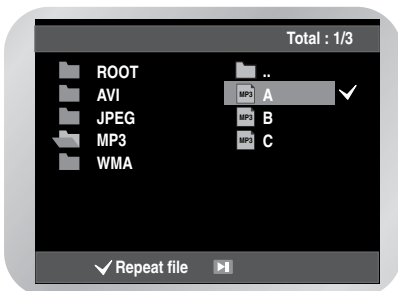 Total : 1/3
ROOT
AVI
JPEG
MP3
WMA
..
MP3 A
MP3 B
MP3 C
Repeat file